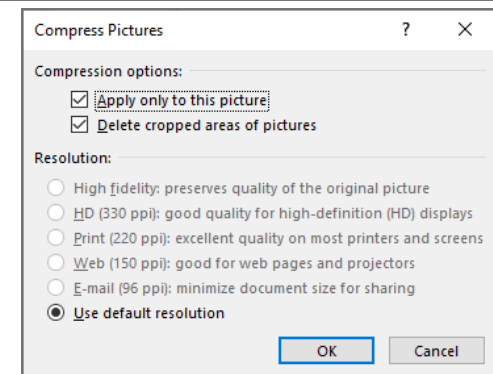 Compress Pictures ?
Compression options:
Apply only to this picture
Delete cropped areas of pictures
Resolution:
High fidelity: preserves quality of the original picture
HD (330 ppi): good quality for high-definition (HD) displays
Print (220 ppi): excellent quality on most printers and screens
Web (150 ppi): good for web pages and projectors
E-mail (96 ppi): minimize document size for sharing
Use default resolution
OK Cancel